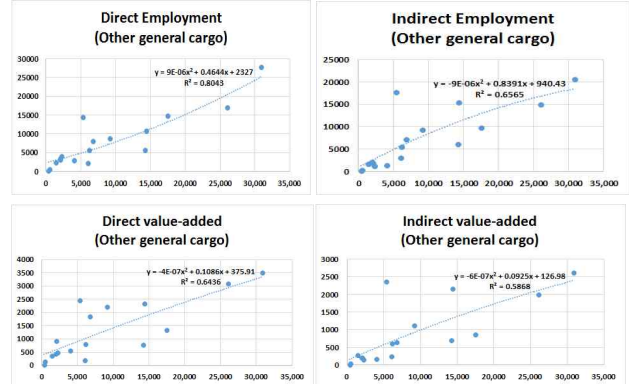 Direct Employment
(Other general cargo)
y = 9E-06x² + 0.4644x + 2327
R² = 0.8043
30000
25000
20000
15000
10000
5000
0
0 5,000 10,000 15,000 20,000 25,000 30,000 35,000
Indirect Employment
(Other general cargo)
y = -9E-06x² + 0.8391x + 940.43
R² = 0.6565
25000
20000
15000
10000
5000
0
0 5,000 10,000 15,000 20,000 25,000 30,000 35,000
Direct value-added
(Other general cargo)
y = -4E-07x² + 0.1086x + 375.91
R² = 0.6436
4000
3500
3000
2500
2000
1500
1000
500
0
0 5,000 10,000 15,000 20,000 25,000 30,000 35,000
Indirect value-added
(Other general cargo)
y = -6E-07x² + 0.0925x + 126.98
R² = 0.5868
3000
2500
2000
1500
1000
500
0
0 5,000 10,000 15,000 20,000 25,000 30,000 35,000